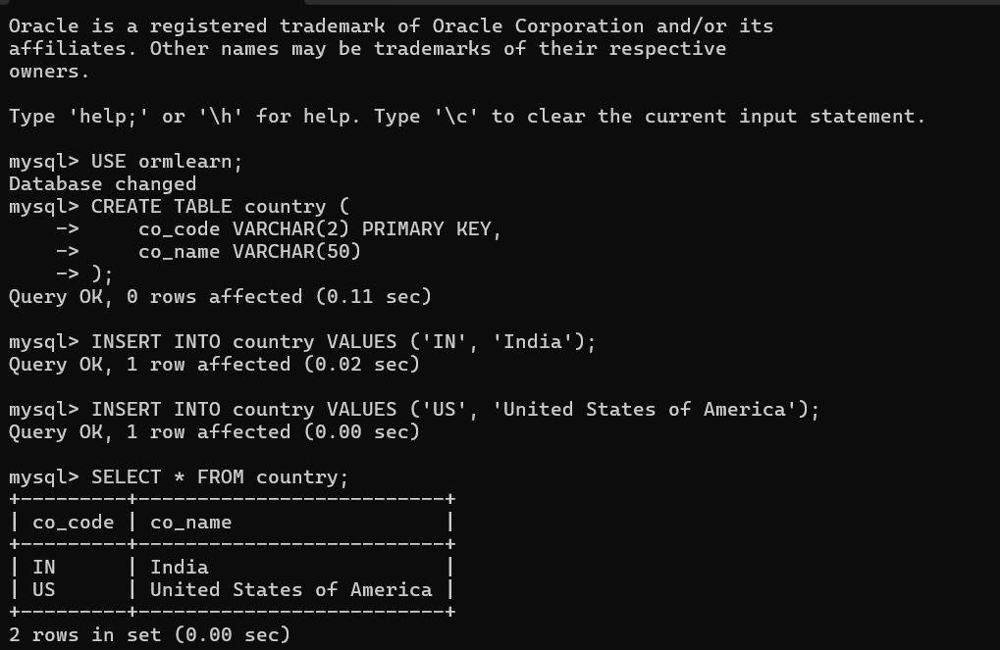 Oracle is a registered trademark of Oracle Corporation and/or its
affiliates. Other names may be trademarks of their respective
owners.

Type 'help;' or '\h' for help. Type '\c' to clear the current input statement.

mysql> USE ormlearn;
Database changed
mysql> CREATE TABLE country (
    ->     co_code VARCHAR(2) PRIMARY KEY,
    ->     co_name VARCHAR(50)
    -> );
Query OK, 0 rows affected (0.11 sec)

mysql> INSERT INTO country VALUES ('IN', 'India');
Query OK, 1 row affected (0.02 sec)

mysql> INSERT INTO country VALUES ('US', 'United States of America');
Query OK, 1 row affected (0.00 sec)

mysql> SELECT * FROM country;
+---------+--------------------------+
| co_code | co_name                  |
+---------+--------------------------+
| IN      | India                    |
| US      | United States of America |
+---------+--------------------------+
2 rows in set (0.00 sec)